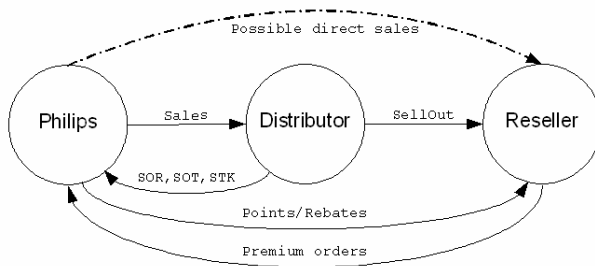 Possible direct sales
Philips
Sales
Distributor
SellOut
Reseller
SOR,SOT,STK
Points/Rebates
Premium orders